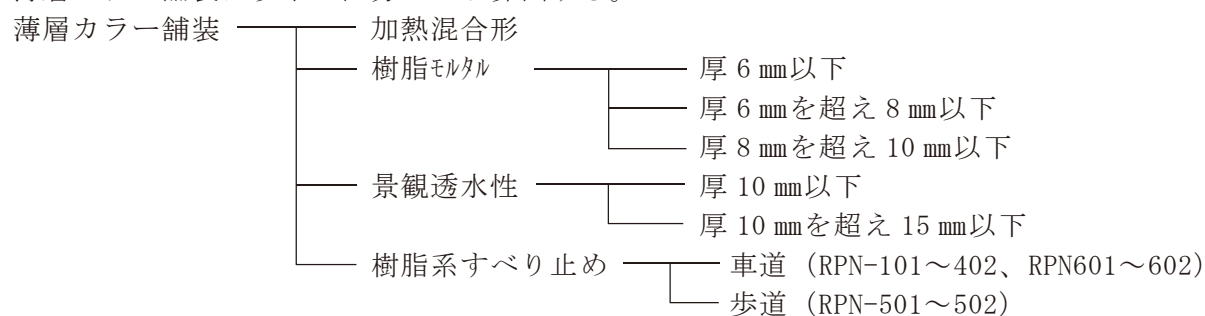 薄層カラー舗装 加熱混合形
樹脂ﾓﾙﾀﾙ 厚 6 ㎜以下
厚 6 ㎜を超え 8 ㎜以下
厚 8 ㎜を超え 10 ㎜以下
景観透水性 厚 10 ㎜以下
厚 10 ㎜を超え 15 ㎜以下
樹脂系すべり止め 車道（RPN-101～402、RPN601～602）
歩道（RPN-501～502）